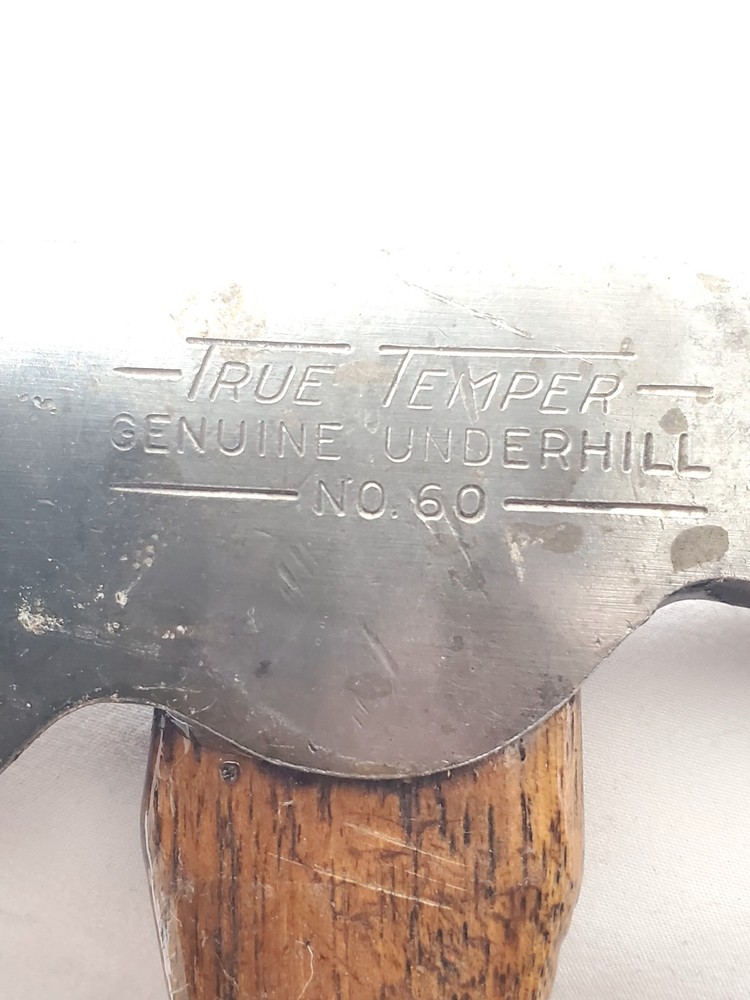 TRUE TEMPER
GENUINE UNDERHILL
NO. 60